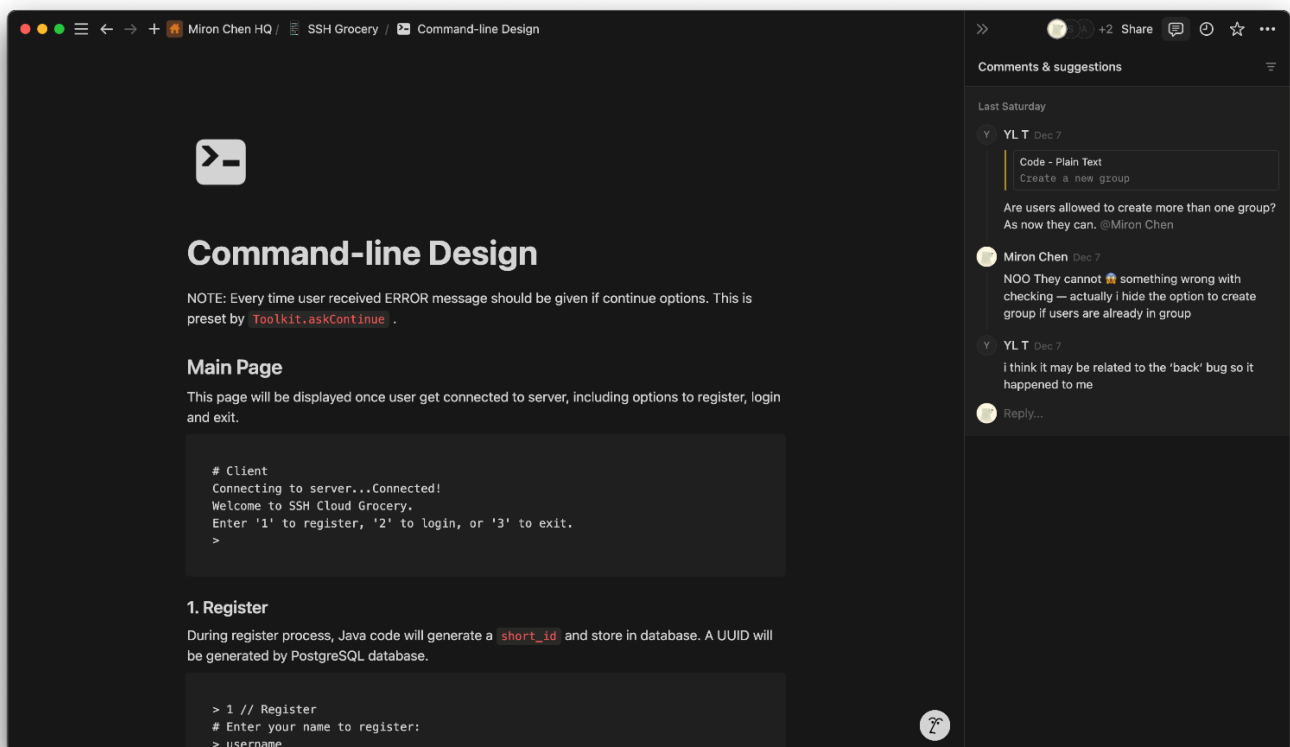 Miron Chen HQ / SSH Grocery / Command-line Design
Command-line Design
NOTE: Every time user received ERROR message should be given if continue options. This is
preset by Toolkit.askContinue .
Main Page
This page will be displayed once user get connected to server, including options to register, login
and exit.
# Client
Connecting to server...Connected!
Welcome to SSH Cloud Grocery.
Enter '1' to register, '2' to login, or '3' to exit.
>
1. Register
During register process, Java code will generate a short_id and store in database. A UUID will
be generated by PostgreSQL database.
> 1 // Register
# Enter your name to register:
> username
+2 Share
Comments & suggestions
Last Saturday
Y YL T Dec 7
Code - Plain Text
Create a new group
Are users allowed to create more than one group?
As now they can. @Miron Chen
Miron Chen Dec 7
NOO They cannot 😱 something wrong with
checking — actually i hide the option to create
group if users are already in group
Y YL T Dec 7
i think it may be related to the ‘back’ bug so it
happened to me
Reply...